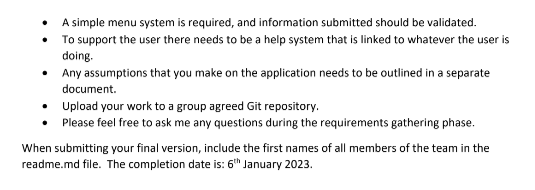 • A simple menu system is required, and information submitted should be validated.
• To support the user there needs to be a help system that is linked to whatever the user is
doing.
• Any assumptions that you make on the application needs to be outlined in a separate
document.
• Upload your work to a group agreed Git repository.
• Please feel free to ask me any questions during the requirements gathering phase.
When submitting your final version, include the first names of all members of the team in the
readme.md file. The completion date is: 6th January 2023.